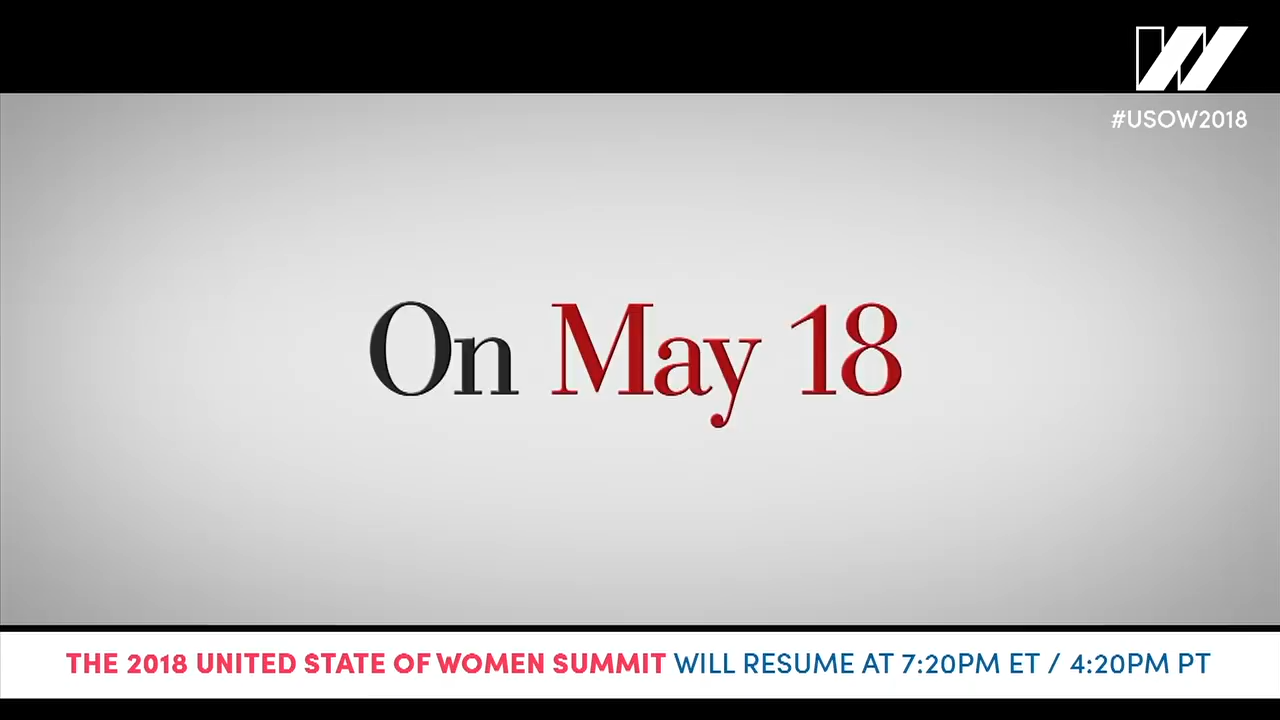 #USOW2018
On May 18
THE 2018 UNITED STATE OF WOMEN SUMMIT WILL RESUME AT 7:20PM ET / 4:20PM PT